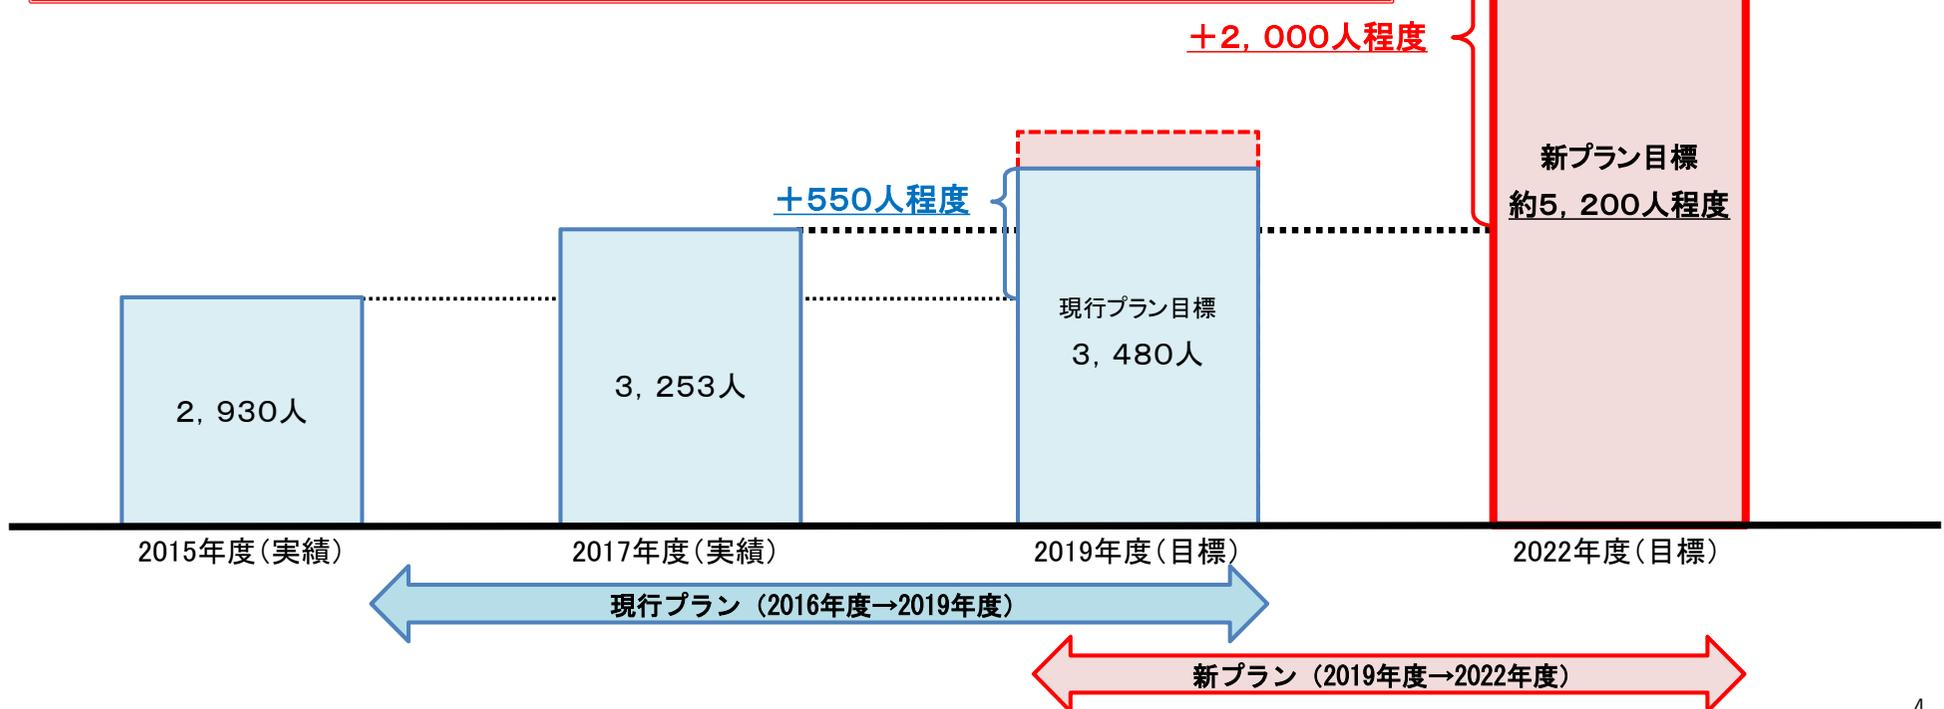 ＋２，０００人程度
新プラン目標
約５，２００人程度
＋５５０人程度
現行プラン目標
３，４８０人
３，２５３人
２，９３０人
2015年度（実績）
2017年度（実績）
2019年度（目標）
2022年度（目標）
現行プラン（2016年度→2019年度）
新プラン（2019年度→2022年度）
4